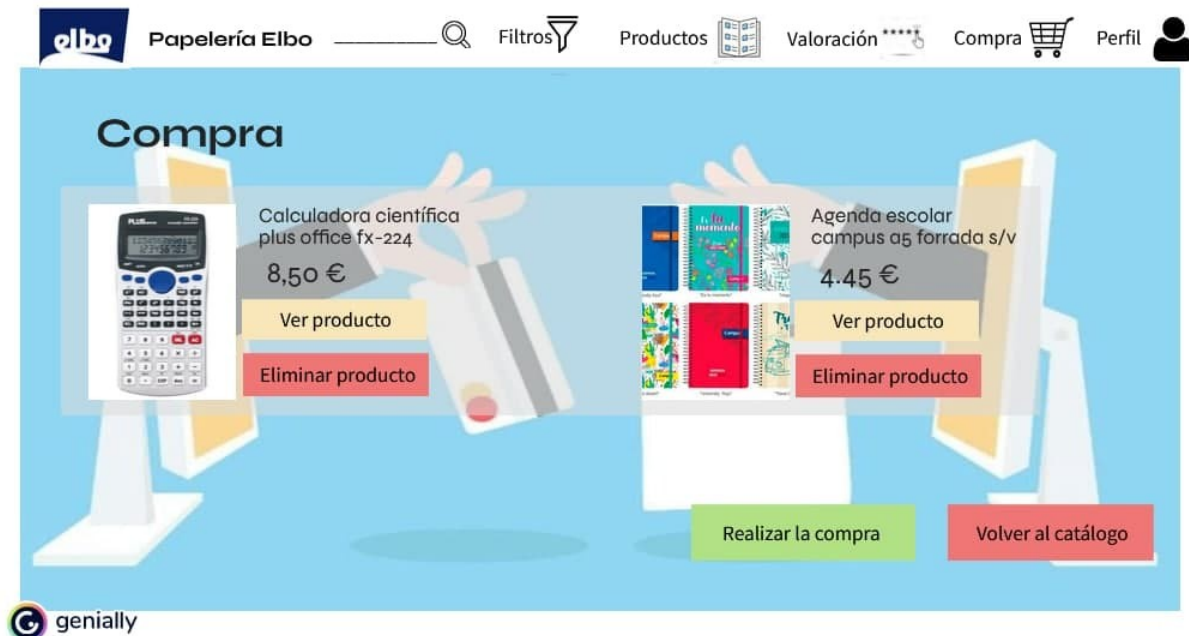 elbo Papelería Elbo Filtros Productos Valoración ***** Compra Perfil
Compra
Calculadora científica
plus office fx-224
8,50 €
Ver producto
Eliminar producto
Agenda escolar
campus a5 forrada s/v
4.45 €
Ver producto
Eliminar producto
Realizar la compra
Volver al catálogo
genially